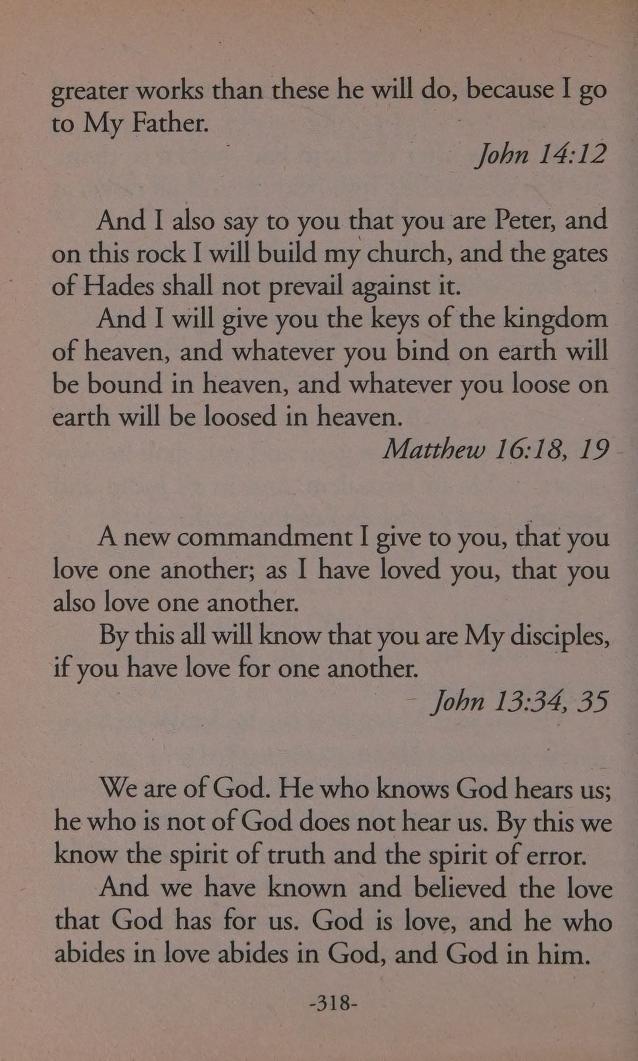 greater works than these he will do, because I go
to My Father.
John 14:12
And I also say to you that you are Peter, and
on this rock I will build my church, and the gates
of Hades shall not prevail against it.
And I will give you the keys of the kingdom
of heaven, and whatever you bind on earth will
be bound in heaven, and whatever you loose on
earth will be loosed in heaven.
Matthew 16:18, 19
A new commandment I give to you, that you
love one another; as I have loved you, that you
also love one another.
By this all will know that you are My disciples,
if you have love for one another.
John 13:34, 35
We are of God. He who knows God hears us;
he who is not of God does not hear us. By this we
know the spirit of truth and the spirit of error.
And we have known and believed the love
that God has for us. God is love, and he who
abides in love abides in God, and God in him.
-318-